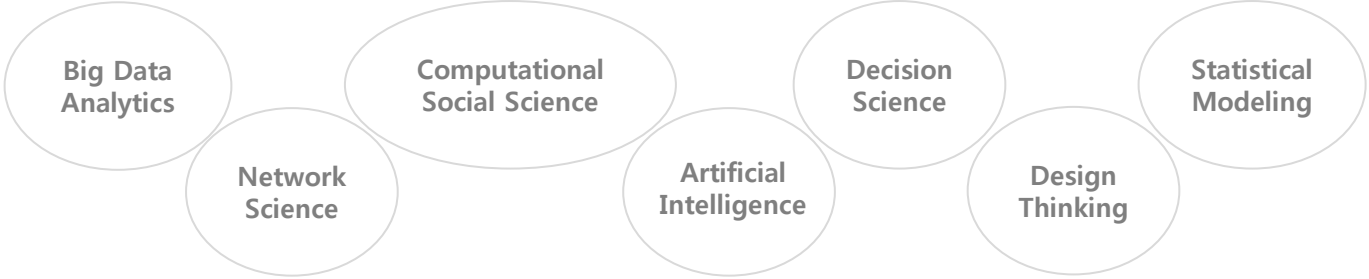 Big Data
Analytics
Network
Science
Computational
Social Science
Artificial
Intelligence
Decision
Science
Design
Thinking
Statistical
Modeling